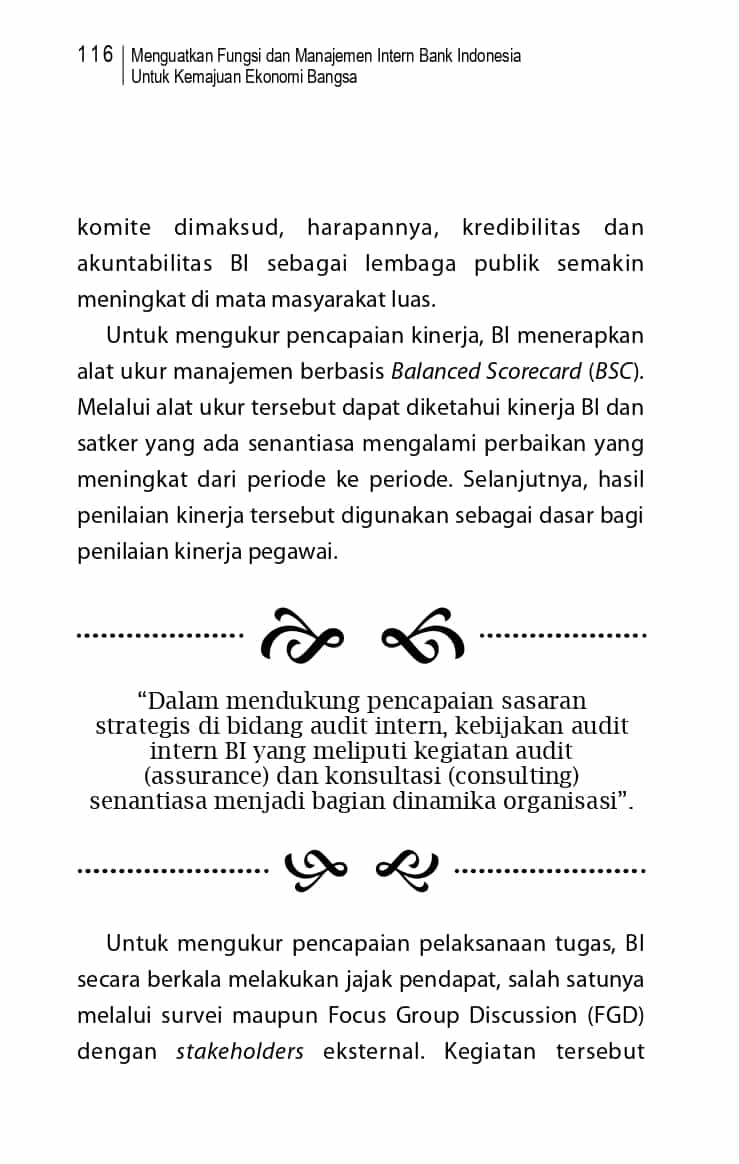 116 Menguatkan Fungsi dan Manajemen Intern Bank Indonesia
Untuk Kemajuan Ekonomi Bangsa
komite dimaksud, harapannya, kredibilitas dan
akuntabilitas BI sebagai lembaga publik semakin
meningkat di mata masyarakat luas.
Untuk mengukur pencapaian kinerja, BI menerapkan
alat ukur manajemen berbasis Balanced Scorecard (BSC).
Melalui alat ukur tersebut dapat diketahui kinerja BI dan
satker yang ada senantiasa mengalami perbaikan yang
meningkat dari periode ke periode. Selanjutnya, hasil
penilaian kinerja tersebut digunakan sebagai dasar bagi
penilaian kinerja pegawai.
“Dalam mendukung pencapaian sasaran
strategis di bidang audit intern, kebijakan audit
intern BI yang meliputi kegiatan audit
(assurance) dan konsultasi (consulting)
senantiasa menjadi bagian dinamika organisasi”.
Untuk mengukur pencapaian pelaksanaan tugas, BI
secara berkala melakukan jajak pendapat, salah satunya
melalui survei maupun Focus Group Discussion (FGD)
dengan stakeholders eksternal. Kegiatan tersebut